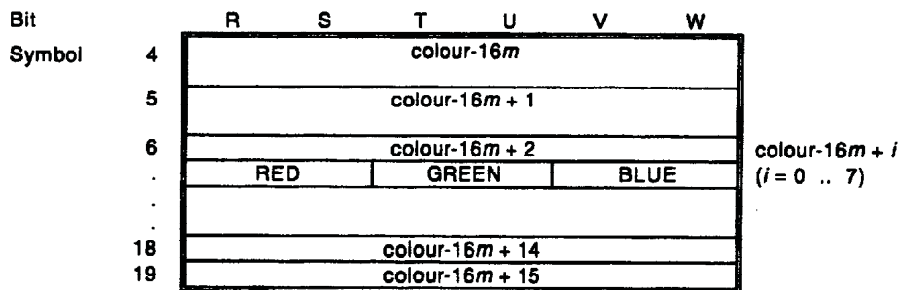 Bit R S T U V W
Symbol 4 colour-16m
5 colour-16m + 1
6 colour-16m + 2 colour-16m + i
. RED GREEN BLUE (i = 0 .. 7)
.
.
18 colour-16m + 14
19 colour-16m + 15